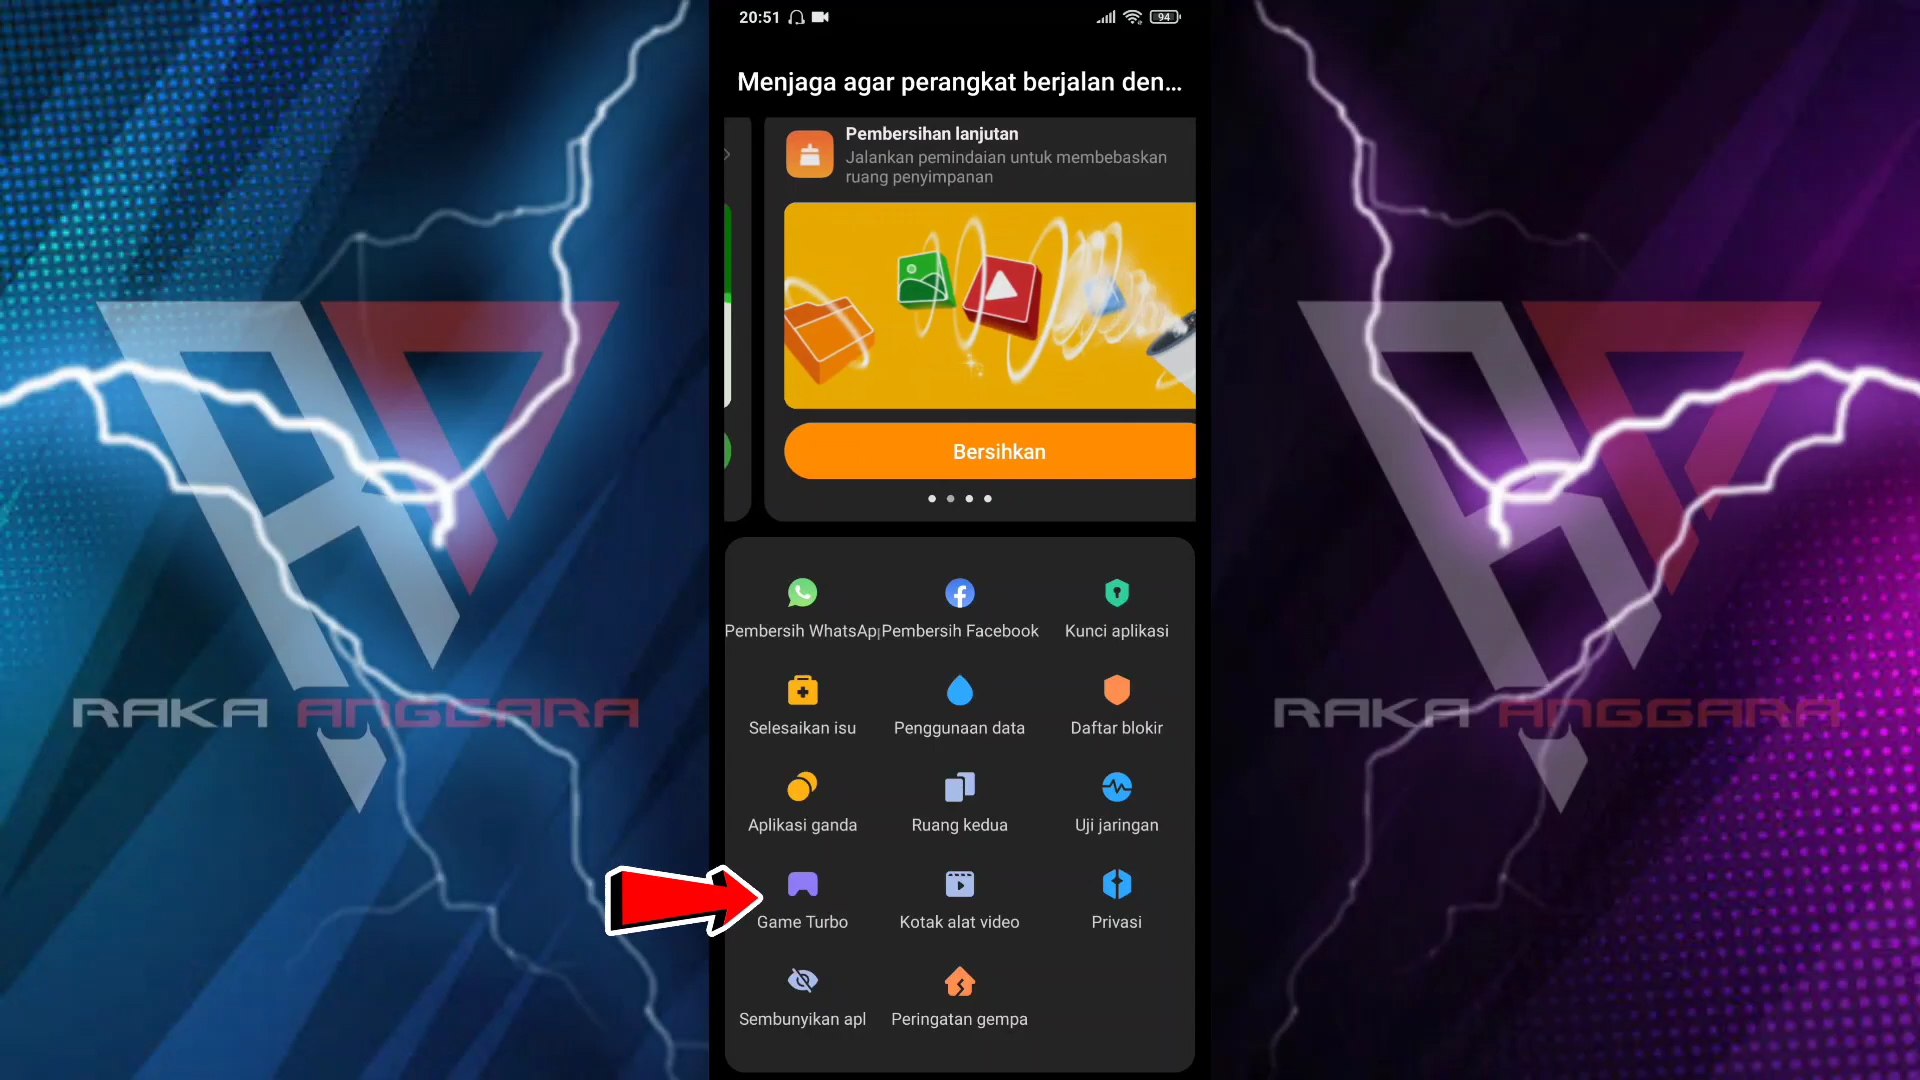 20:51
94
Menjaga agar perangkat berjalan den...
Pembersihan lanjutan
Jalankan pemindaian untuk membebaskan
ruang penyimpanan
Bersihkan
Pembersih WhatsApp
Pembersih Facebook
Kunci aplikasi
Selesaikan isu
Penggunaan data
Daftar blokir
Aplikasi ganda
Ruang kedua
Uji jaringan
Game Turbo
Kotak alat video
Privasi
Sembunyikan apl
Peringatan gempa
RAKA ANGGARA
RAKA ANGGARA